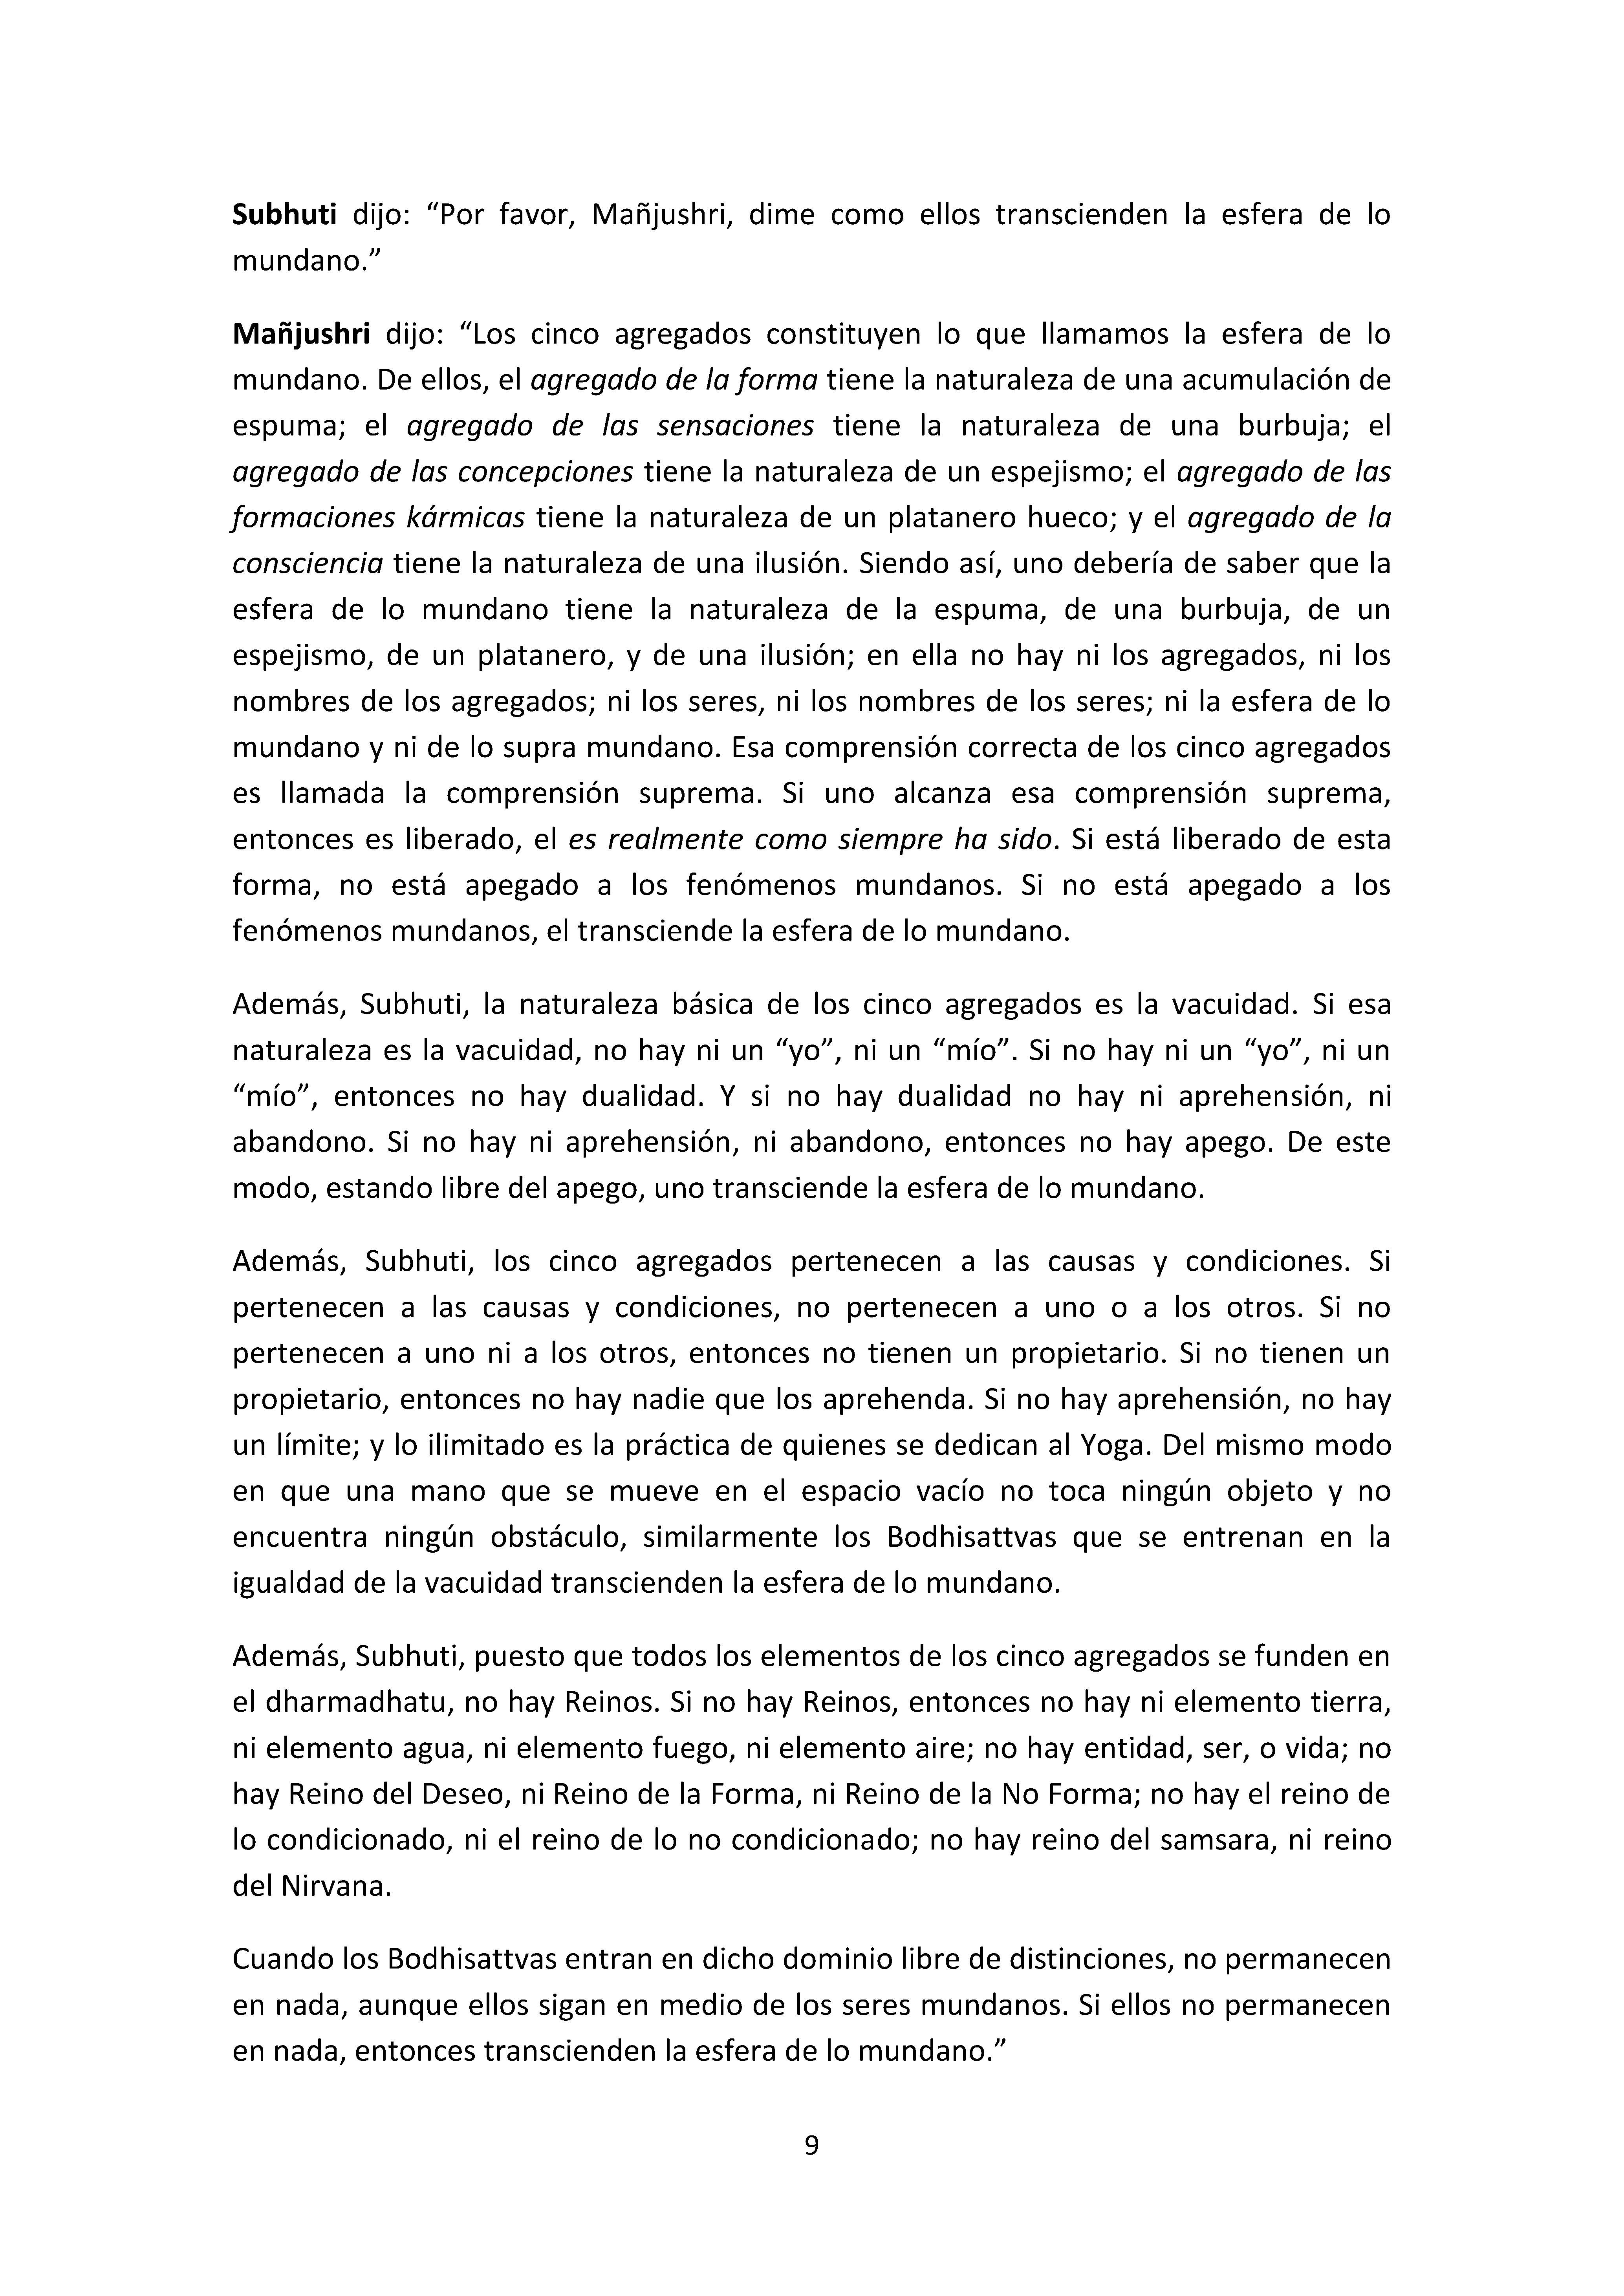 Subhuti dijo: “Por favor, Mañjushri, dime como ellos transcienden la esfera de lo
mundano.”
Mañjushri dijo: “Los cinco agregados constituyen lo que llamamos la esfera de lo
mundano. De ellos, el agregado de la forma tiene la naturaleza de una acumulación de
espuma; el agregado de las sensaciones tiene la naturaleza de una burbuja; el
agregado de las concepciones tiene la naturaleza de un espejismo; el agregado de las
formaciones kármicas tiene la naturaleza de un platanero hueco; y el agregado de la
consciencia tiene la naturaleza de una ilusión. Siendo así, uno debería de saber que la
esfera de lo mundano tiene la naturaleza de la espuma, de una burbuja, de un
espejismo, de un platanero, y de una ilusión; en ella no hay ni los agregados, ni los
nombres de los agregados; ni los seres, ni los nombres de los seres; ni la esfera de lo
mundano y ni de lo supra mundano. Esa comprensión correcta de los cinco agregados
es llamada la comprensión suprema. Si uno alcanza esa comprensión suprema,
entonces es liberado, el es realmente como siempre ha sido. Si está liberado de esta
forma, no está apegado a los fenómenos mundanos. Si no está apegado a los
fenómenos mundanos, el transciende la esfera de lo mundano.
Además, Subhuti, la naturaleza básica de los cinco agregados es la vacuidad. Si esa
naturaleza es la vacuidad, no hay ni un “yo”, ni un “mío”. Si no hay ni un “yo”, ni un
“mío”, entonces no hay dualidad. Y si no hay dualidad no hay ni aprehensión, ni
abandono. Si no hay ni aprehensión, ni abandono, entonces no hay apego. De este
modo, estando libre del apego, uno transciende la esfera de lo mundano.
Además, Subhuti, los cinco agregados pertenecen a las causas y condiciones. Si
pertenecen a las causas y condiciones, no pertenecen a uno o a los otros. Si no
pertenecen a uno ni a los otros, entonces no tienen un propietario. Si no tienen un
propietario, entonces no hay nadie que los aprehenda. Si no hay aprehensión, no hay
un límite; y lo ilimitado es la práctica de quienes se dedican al Yoga. Del mismo modo
en que una mano que se mueve en el espacio vacío no toca ningún objeto y no
encuentra ningún obstáculo, similarmente los Bodhisattvas que se entrenan en la
igualdad de la vacuidad transcienden la esfera de lo mundano.
Además, Subhuti, puesto que todos los elementos de los cinco agregados se funden en
el dharmadhatu, no hay Reinos. Si no hay Reinos, entonces no hay ni elemento tierra,
ni elemento agua, ni elemento fuego, ni elemento aire; no hay entidad, ser, o vida; no
hay Reino del Deseo, ni Reino de la Forma, ni Reino de la No Forma; no hay el reino de
lo condicionado, ni el reino de lo no condicionado; no hay reino del samsara, ni reino
del Nirvana.
Cuando los Bodhisattvas entran en dicho dominio libre de distinciones, no permanecen
en nada, aunque ellos sigan en medio de los seres mundanos. Si ellos no permanecen
en nada, entonces transcienden la esfera de lo mundano.”
9